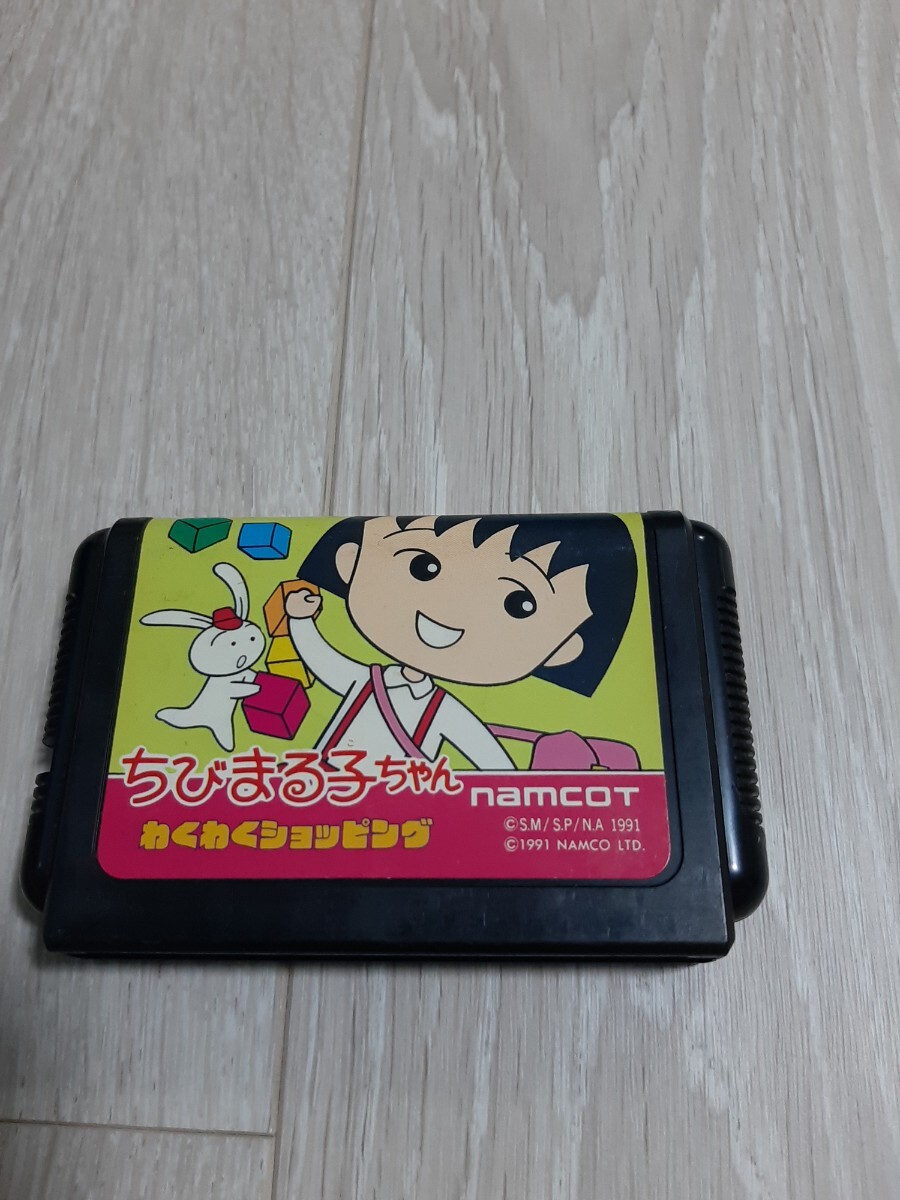 ちびまる子ちゃん
わくわくショッピング
namcoT
©S.M/S.P/N.A 1991
©1991 NAMCO LTD.